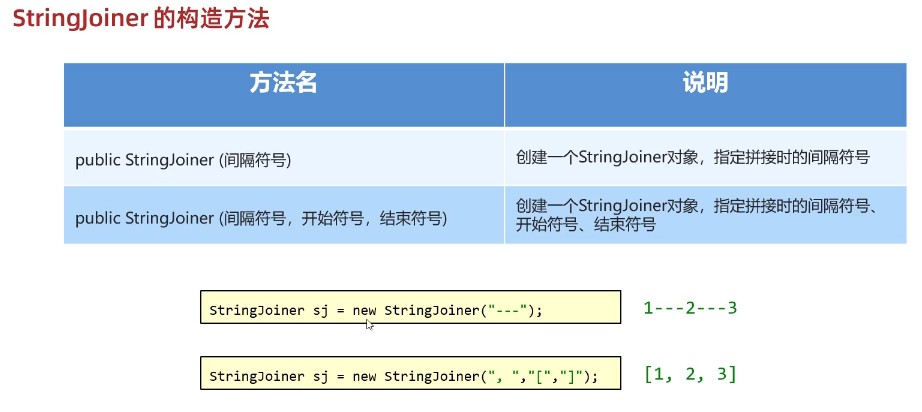 StringJoiner 的构造方法
方法名 说明
public StringJoiner (间隔符号) 创建一个StringJoiner对象，指定拼接时的间隔符号
public StringJoiner (间隔符号，开始符号，结束符号) 创建一个StringJoiner对象，指定拼接时的间隔符号、
开始符号、结束符号
StringJoiner sj = new StringJoiner("---"); 1---2---3
StringJoiner sj = new StringJoiner(", ","[","]"); [1, 2, 3]